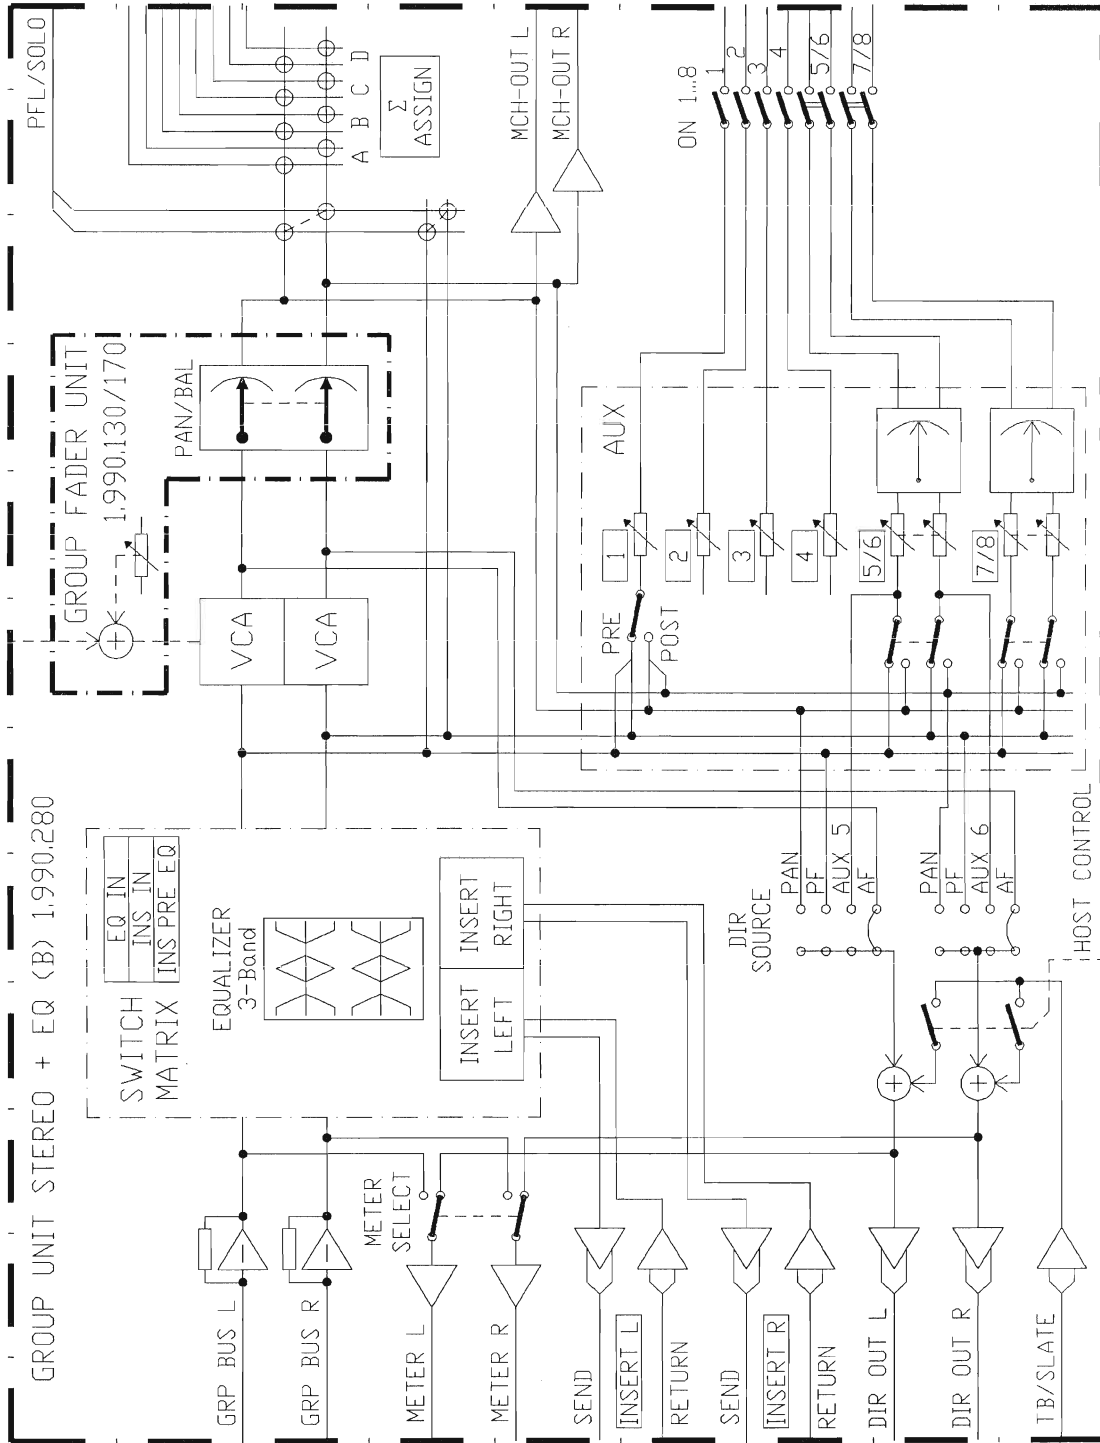 GROUP UNIT STEREO + EQ (B) 1.990.280
GRP BUS L
GRP BUS R
METER L
METER R
METER
SELECT
SEND
INSERT L
RETURN
SEND
INSERT R
RETURN
DIR OUT L
DIR OUT R
TB/SLATE
SWITCH
MATRIX
EQ IN
INS IN
INS PRE EQ
EQUALIZER
3-Band
INSERT
LEFT
INSERT
RIGHT
DIR
SOURCE
PAN
PF
AUX 5
AF
PAN
PF
AUX 6
AF
HOST CONTROL
GROUP FADER UNIT
1.990.130/170
VCA
VCA
PAN/BAL
AUX
PRE
POST
1
2
3
4
5/6
7/8
PFL/SOLO
A B C D
Σ
ASSIGN
MCH-OUT L
MCH-OUT R
ON 1...8
1
2
3
4
5/6
7/8